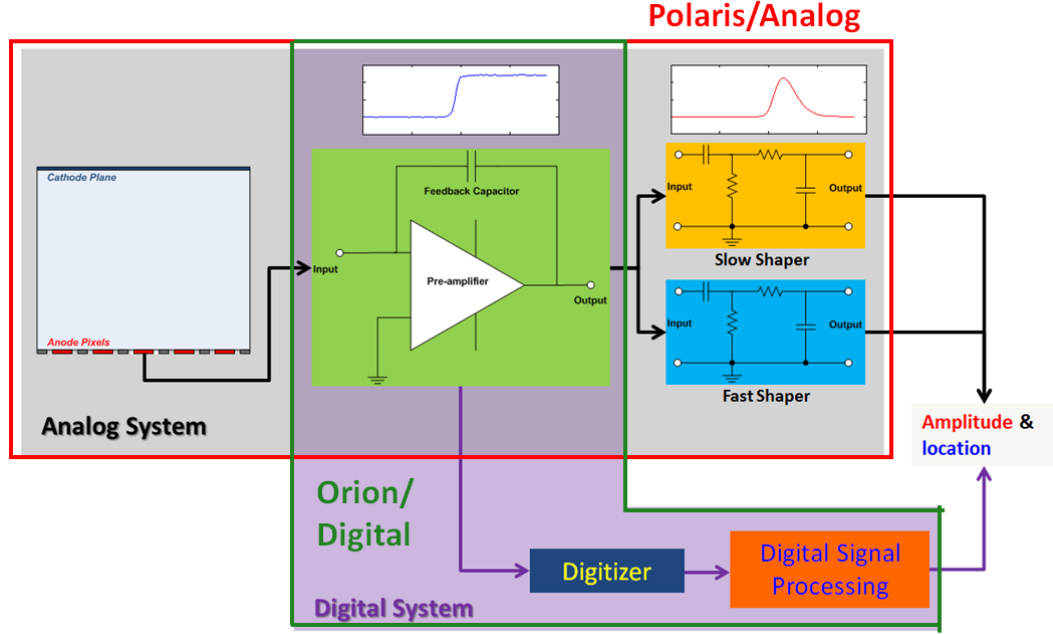 Polaris/Analog
Cathode Plane
Anode Pixels
Analog System
Feedback Capacitor
Input
Pre-amplifier
Output
Input
Output
Slow Shaper
Input
Output
Fast Shaper
Amplitude &
location
Orion/
Digital
Digital System
Digitizer
Digital Signal
Processing